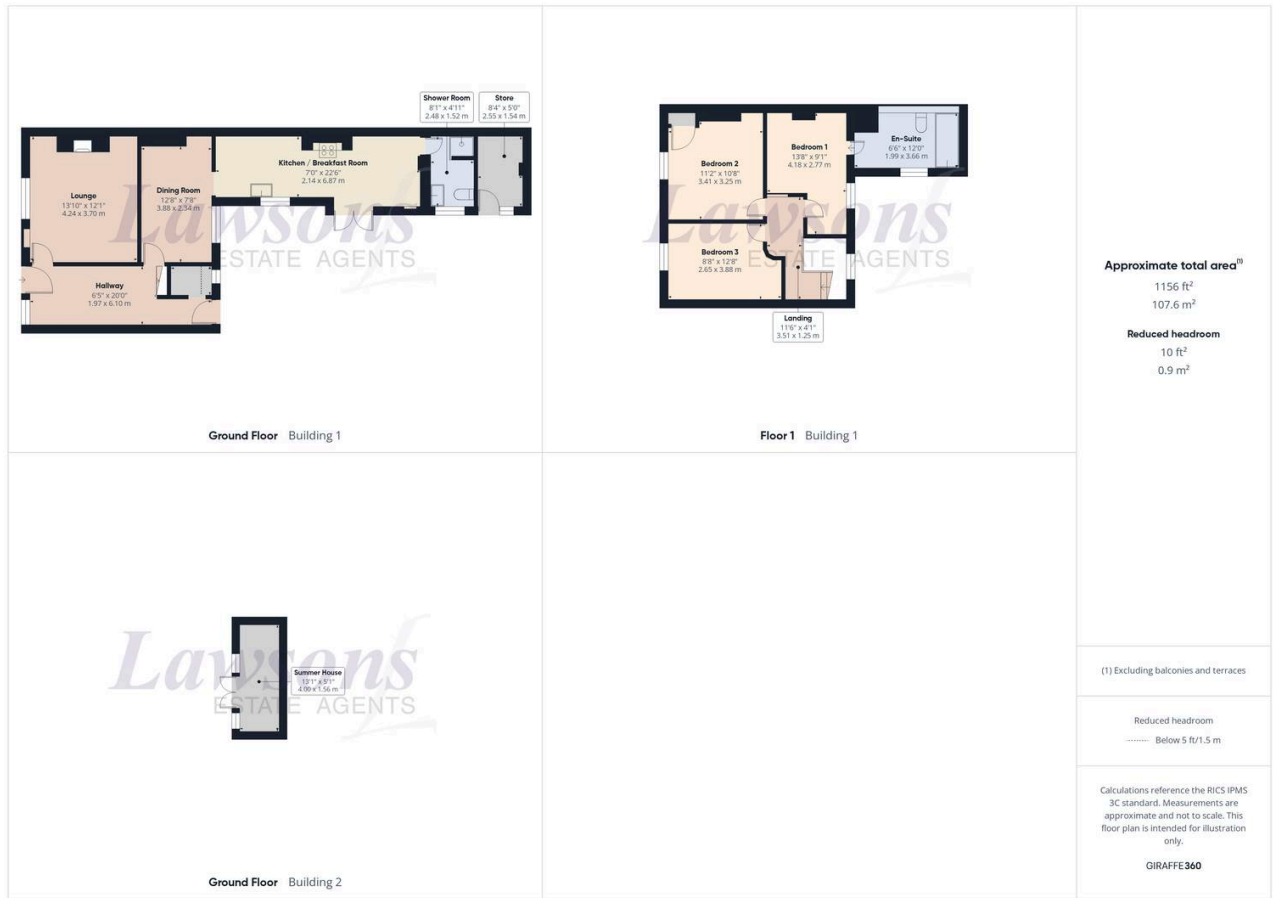 Shower Room
8'1" x 4'11"
2.48 x 1.52 m
Store
8'4" x 5'0"
2.55 x 1.54 m
Lounge
13'10" x 12'1"
4.24 x 3.70 m
Dining Room
12'8" x 7'8"
3.88 x 2.34 m
Kitchen / Breakfast Room
7'0" x 22'6"
2.14 x 6.87 m
Hallway
6'5" x 20'0"
1.97 x 6.10 m
Lawsons
ESTATE AGENTS
Ground Floor Building 1
Bedroom 2
11'2" x 10'8"
3.41 x 3.25 m
Bedroom 1
13'8" x 9'1"
4.18 x 2.77 m
En-Suite
6'6" x 12'0"
1.99 x 3.66 m
Bedroom 3
8'8" x 12'8"
2.65 x 3.88 m
Landing
11'6" x 4'1"
3.51 x 1.25 m
Lawsons
ESTATE AGENTS
Floor 1 Building 1
Summer House
13'1" x 5'1"
4.00 x 1.56 m
Lawsons
ESTATE AGENTS
Ground Floor Building 2
Approximate total area(1)
1156 ft²
107.6 m²
Reduced headroom
10 ft²
0.9 m²
(1) Excluding balconies and terraces
Reduced headroom
Below 5 ft/1.5 m
Calculations reference the RICS IPMS
3C standard. Measurements are
approximate and not to scale. This
floor plan is intended for illustration
only.
GIRAFFE360